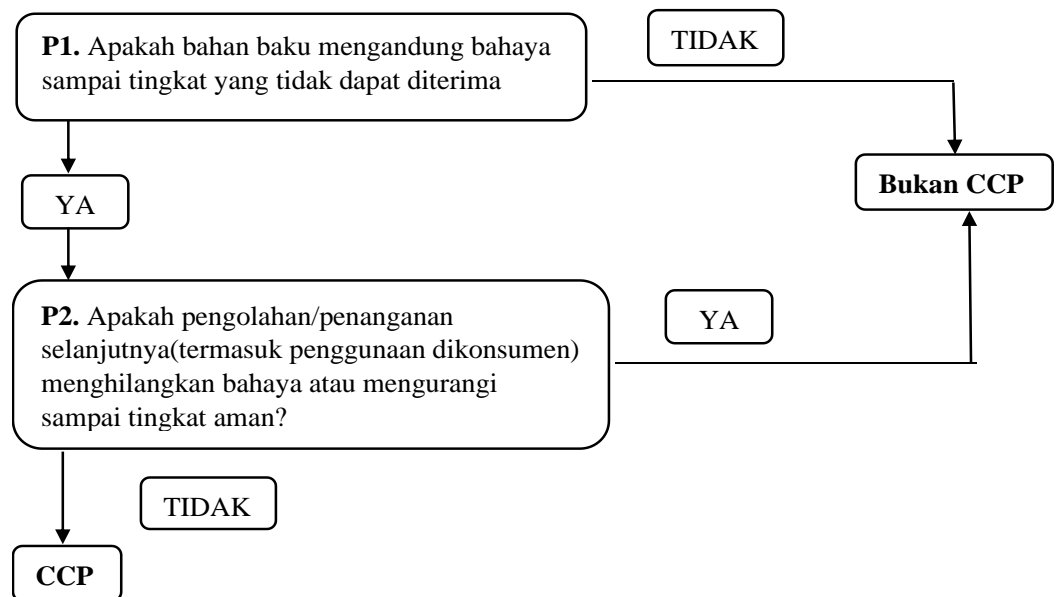 P1. Apakah bahan baku mengandung bahaya
sampai tingkat yang tidak dapat diterima
TIDAK
Bukan CCP
YA
P2. Apakah pengolahan/penanganan
selanjutnya(termasuk penggunaan dikonsumen)
menghilangkan bahaya atau mengurangi
sampai tingkat aman?
YA
TIDAK
CCP